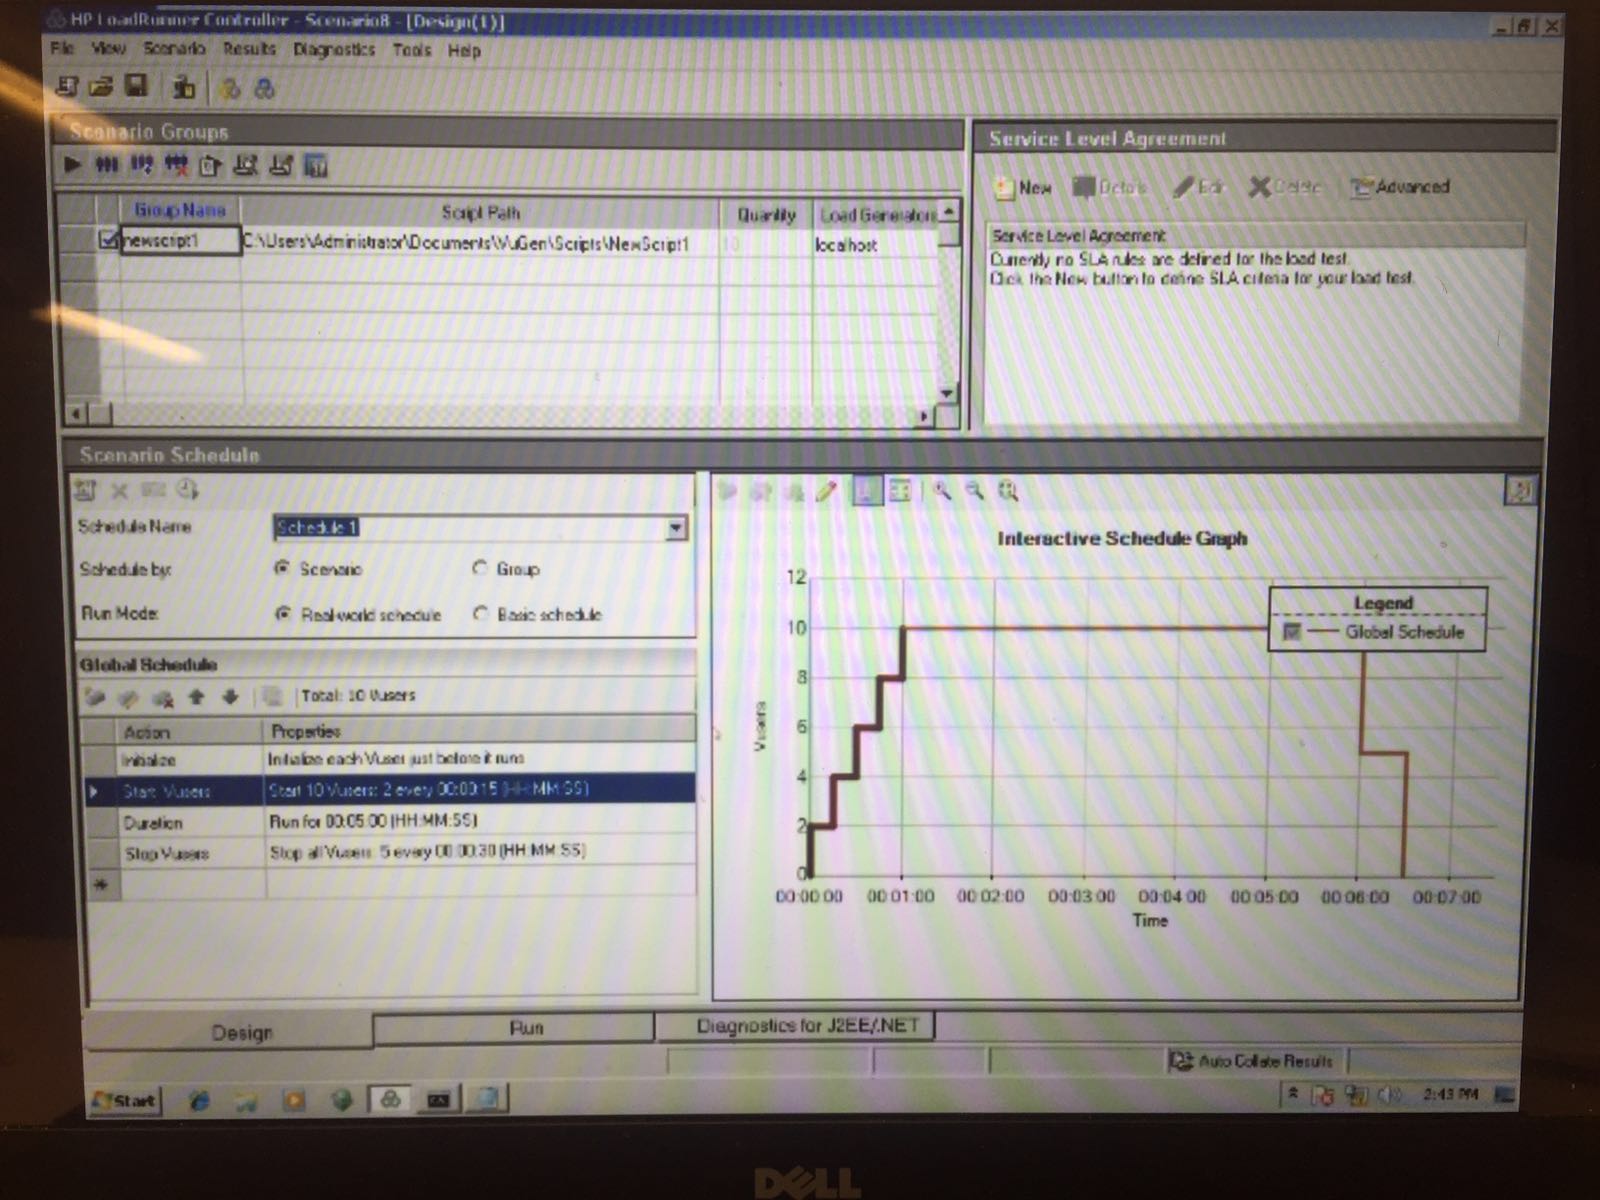 HP LoadRunner Controller - Scenario8 - [Design(1)]
File View Scenario Results Diagnostics Tools Help
Scenario Groups
Group Name Script Path Quantity Load Generators
newscript1 C:\Users\Administrator\Documents\VuGen\Scripts\NewScript1 10 localhost
Service Level Agreement
New Details Edit Delete Advanced
Service Level Agreement
Currently no SLA rules are defined for the load test.
Click the New button to define SLA criteria for your load test.
Scenario Schedule
Schedule Name Schedule 1
Schedule by: Scenario Group
Run Mode: Real-world schedule Basic schedule
Global Schedule
Total: 10 Vusers
Action Properties
Initialize Initialize each Vuser just before it runs
Start Vusers Start 10 Vusers: 2 every 00:00:15 (HH:MM:SS)
Duration Run for 00:05:00 (HH:MM:SS)
Stop Vusers Stop all Vusers: 5 every 00:00:30 (HH:MM:SS)
Interactive Schedule Graph
12
10
8
6
4
2
0
Vusers
Legend
Global Schedule
00:00:00 00:01:00 00:02:00 00:03:00 00:04:00 00:05:00 00:06:00 00:07:00
Time
Design Run Diagnostics for J2EE/.NET
Auto Collate Results
Start 2:43 PM
DELL